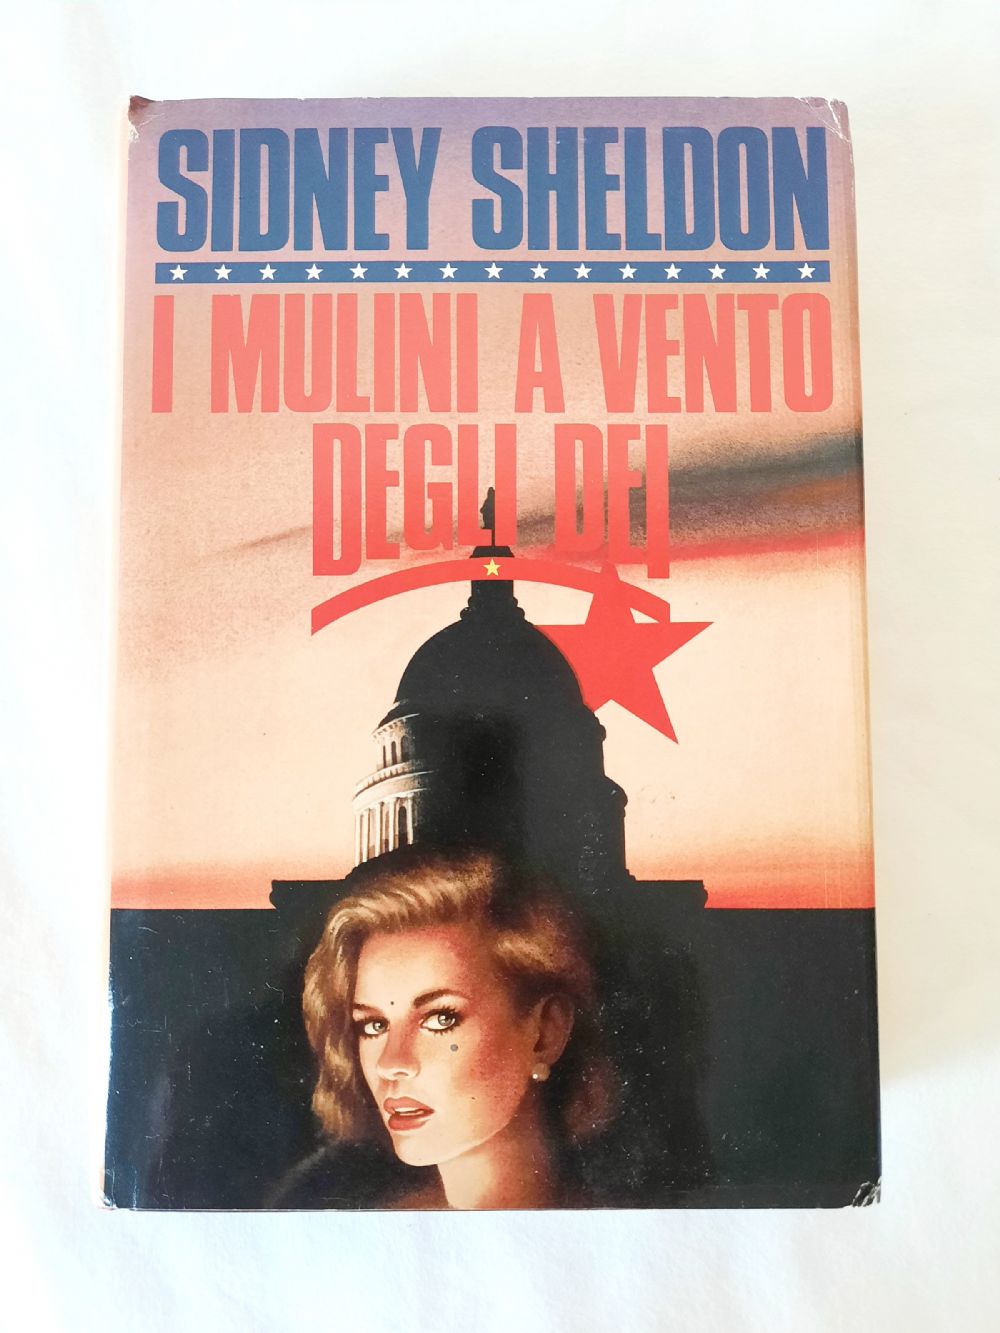 SIDNEY SHELDON
I MULINI A VENTO
DEGLI DEI